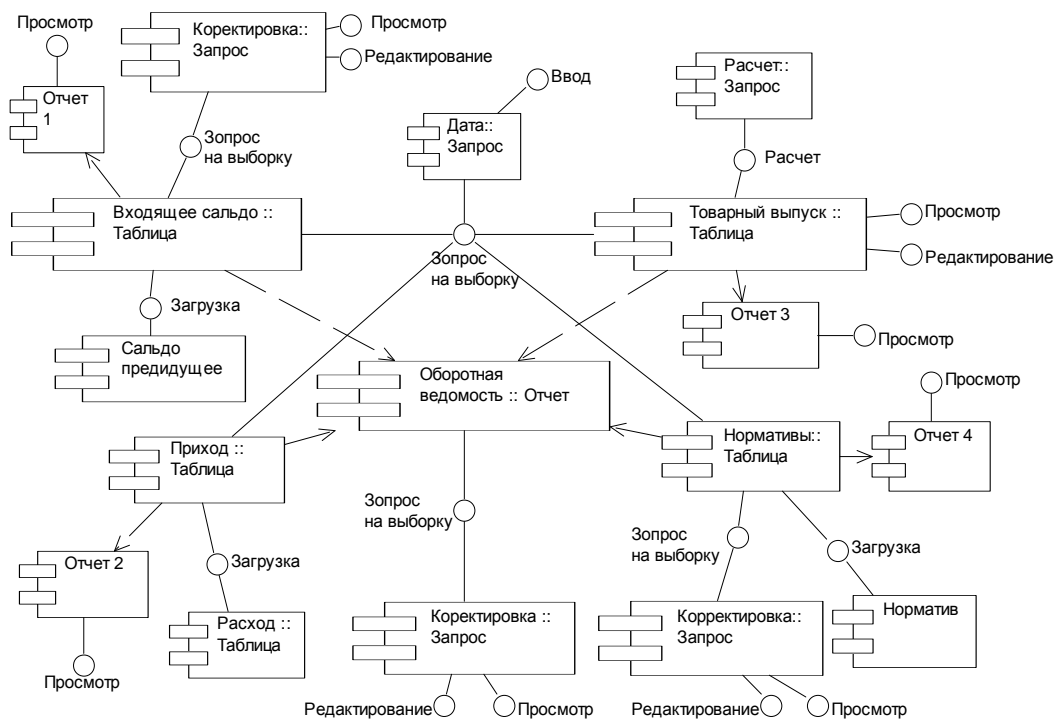 Просмотр
Коректировка::
Запрос
Просмотр
Редактирование
Отчет
1
Зопрос
на выборку
Ввод
Дата::
Запрос
Расчет::
Запрос
Расчет
Входящее сальдо ::
Таблица
Зопрос
на выборку
Товарный выпуск ::
Таблица
Просмотр
Редактирование
Загрузка
Сальдо
предидущее
Отчет 3
Просмотр
Оборотная
ведомость :: Отчет
Просмотр
Приход ::
Таблица
Нормативы::
Таблица
Отчет 4
Зопрос
на выборку
Отчет 2
Загрузка
Зопрос
на выборку
Загрузка
Просмотр
Расход ::
Таблица
Коректировка ::
Запрос
Корректировка::
Запрос
Норматив
Редактирование
Просмотр
Редактирование
Просмотр